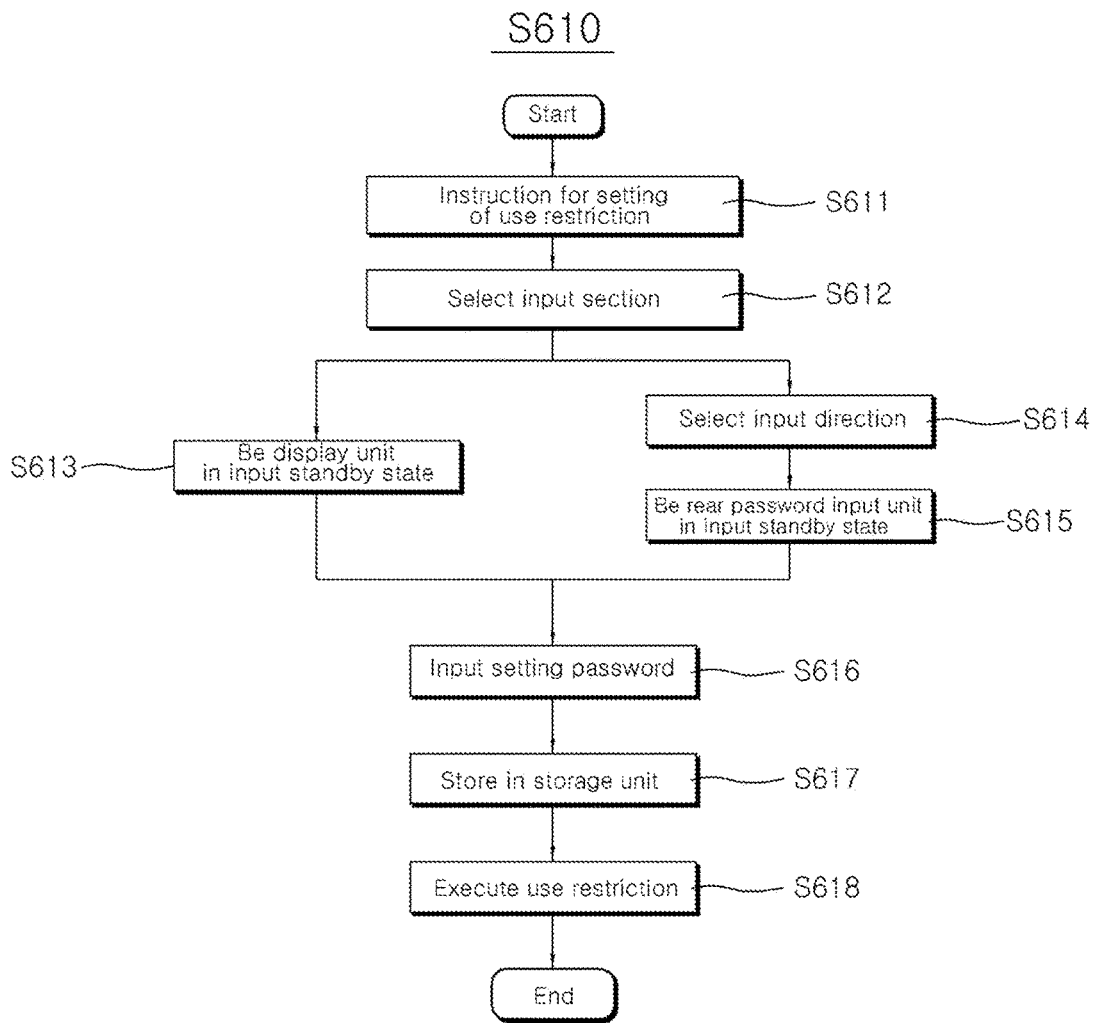 S610
Start
Instruction for setting
of use restriction
S611
Select input section
S612
Select input direction
S614
Be display unit
in input standby state
S613
Be rear password input unit
in input standby state
S615
Input setting password
S616
Store in storage unit
S617
Execute use restriction
S618
End